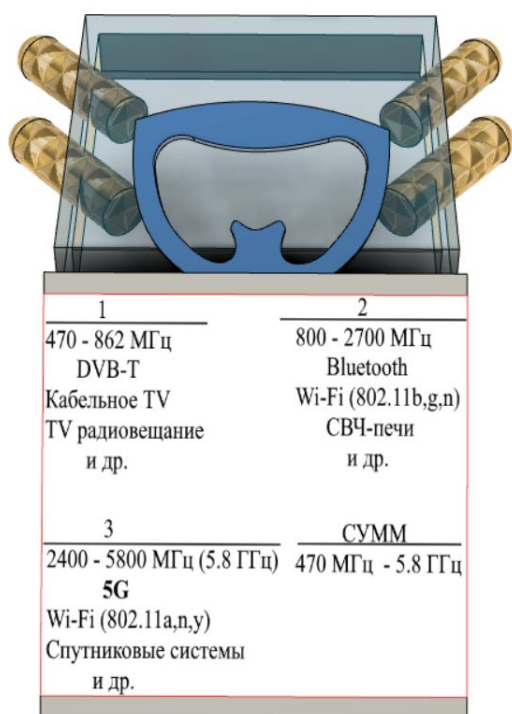 1
470 - 862 МГц
DVB-T
Кабельное TV
TV радиовещание
и др.
2
800 - 2700 МГц
Bluetooth
Wi-Fi (802.11b,g,n)
СВЧ-печи
и др.
3
2400 - 5800 МГц (5.8 ГГц)
5G
Wi-Fi (802.11a,n,y)
Спутниковые системы
и др.
СУММ
470 МГц - 5.8 ГГц